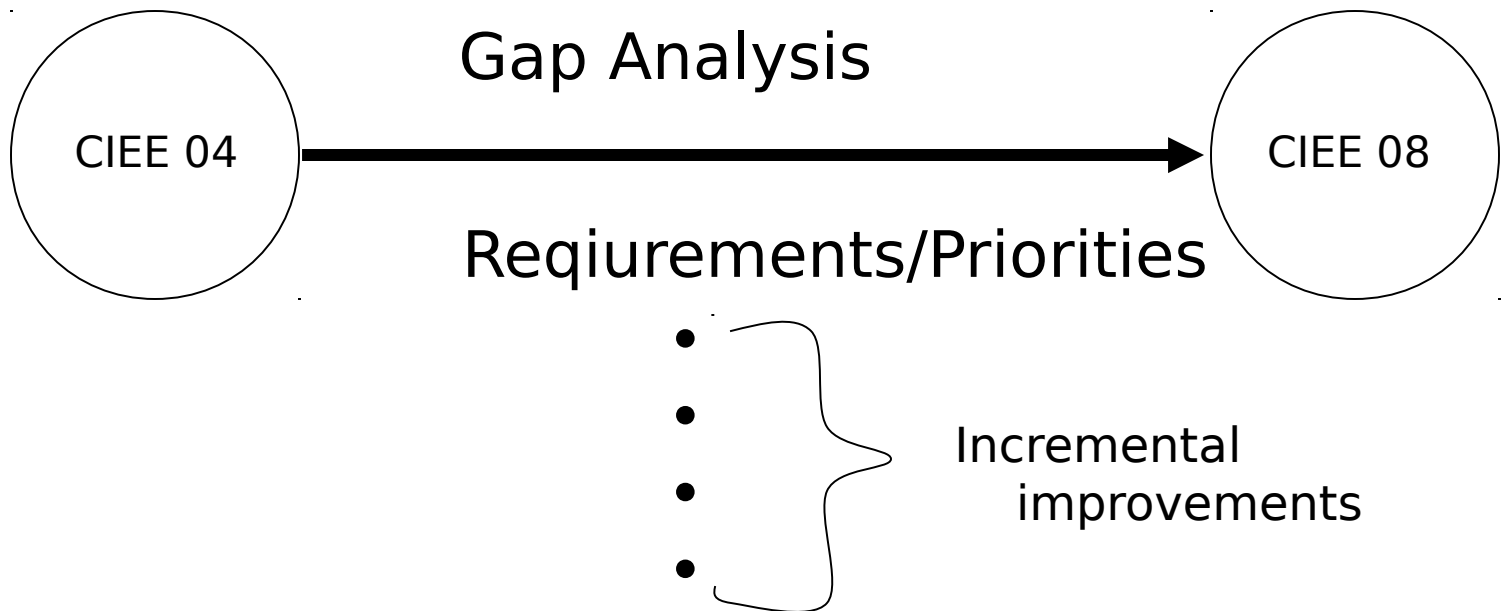 Gap Analysis
CIEE 04
CIEE 08
Reqiurements/Priorities
•
•
•
•
Incremental
improvements